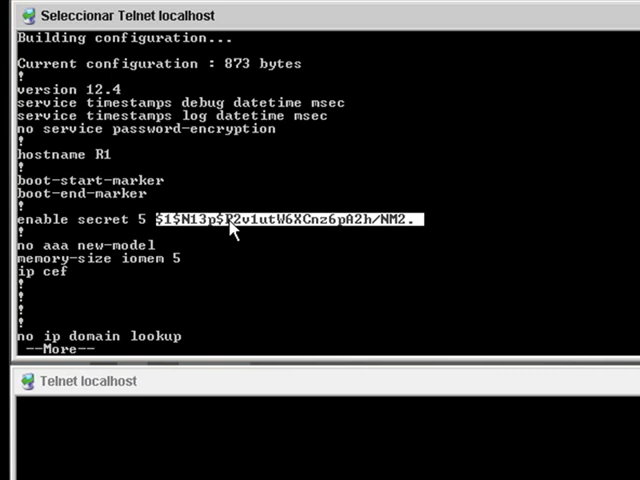 Seleccionar Telnet localhost
Building configuration...
Current configuration : 873 bytes
!
version 12.4
service timestamps debug datetime msec
service timestamps log datetime msec
no service password-encryption
!
hostname R1
!
boot-start-marker
boot-end-marker
!
enable secret 5 $1$N13p$P2v1utW6XCnz6pA2h/NM2.
!
no aaa new-model
memory-size iomem 5
ip cef
!
!
!
!
no ip domain lookup
--More--
Telnet localhost